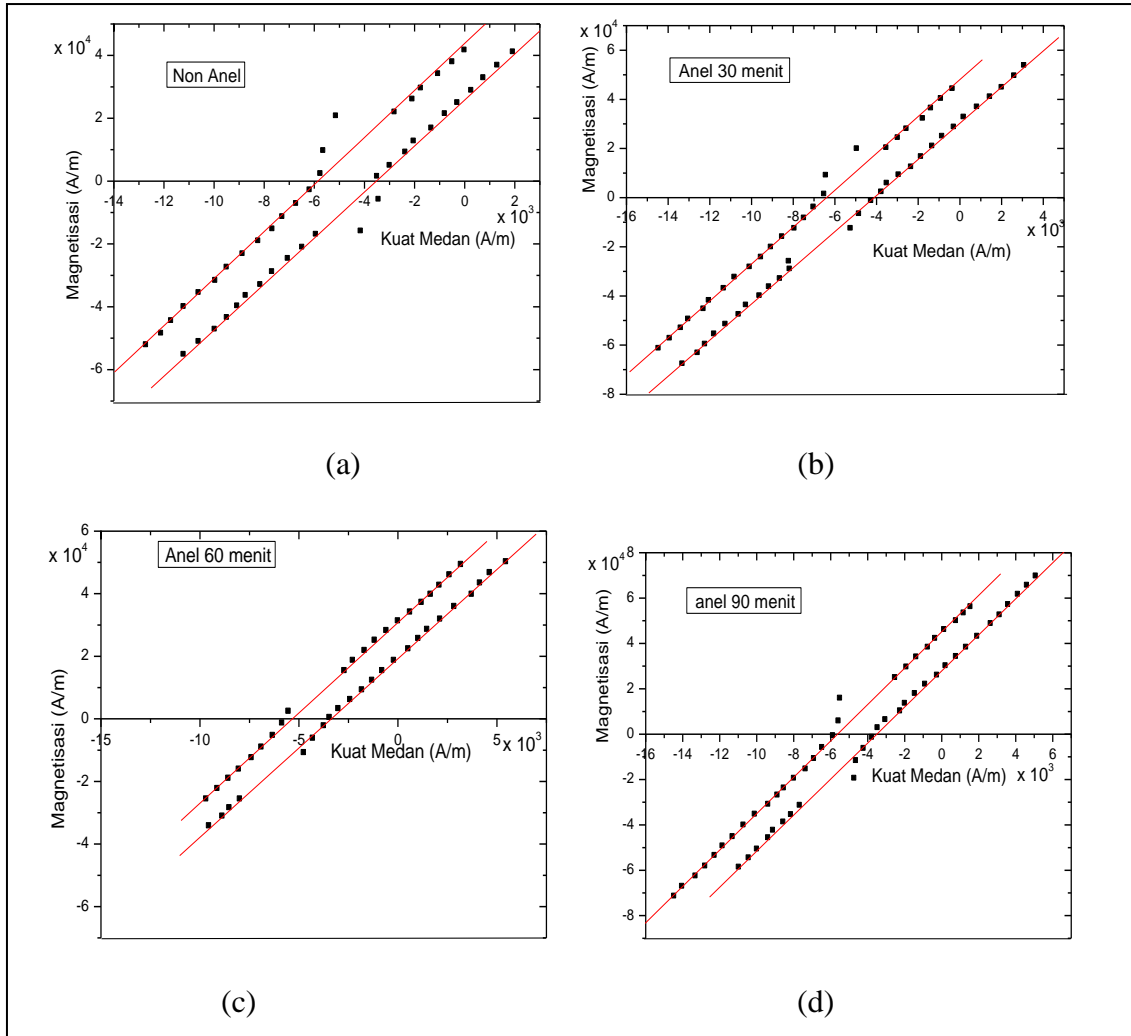 x 10⁴
Non Anel
Magnetisasi (A/m)
4
2
0
-2
-4
-6
-14 -12 -10 -8 -6 -4 -2 0 2
x 10³
Kuat Medan (A/m)
(a)
x 10⁴
Anel 30 menit
Magnetisasi (A/m)
8
6
4
2
0
-2
-4
-6
-8
-16 -14 -12 -10 -8 -6 -4 -2 0 2 4
x 10³
Kuat Medan (A/m)
(b)
x 10⁴
Anel 60 menit
Magnetisasi (A/m)
6
4
2
0
-2
-4
-6
-15 -10 -5 0 5
x 10³
Kuat Medan (A/m)
(c)
x 10⁴
anel 90 menit
Magnetisasi (A/m)
8
6
4
2
0
-2
-4
-6
-8
-16 -14 -12 -10 -8 -6 -4 -2 0 2 4 6
Kuat Medan (A/m)
x 10³
(d)